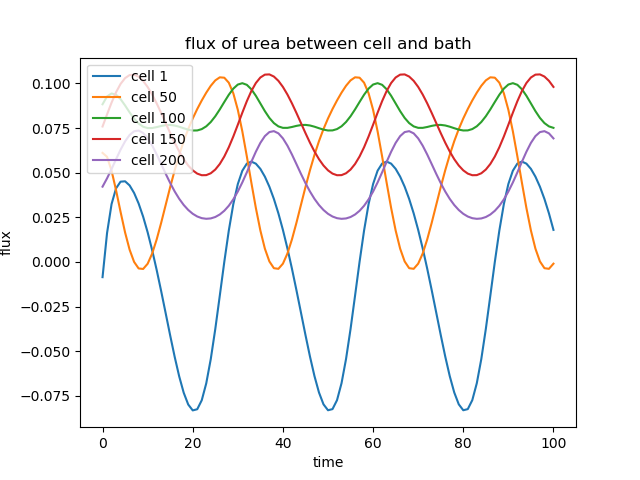 flux of urea between cell and bath
cell 1
cell 50
cell 100
cell 150
cell 200
0.100
0.075
0.050
0.025
0.000
−0.025
−0.050
−0.075
flux
0 20 40 60 80 100
time